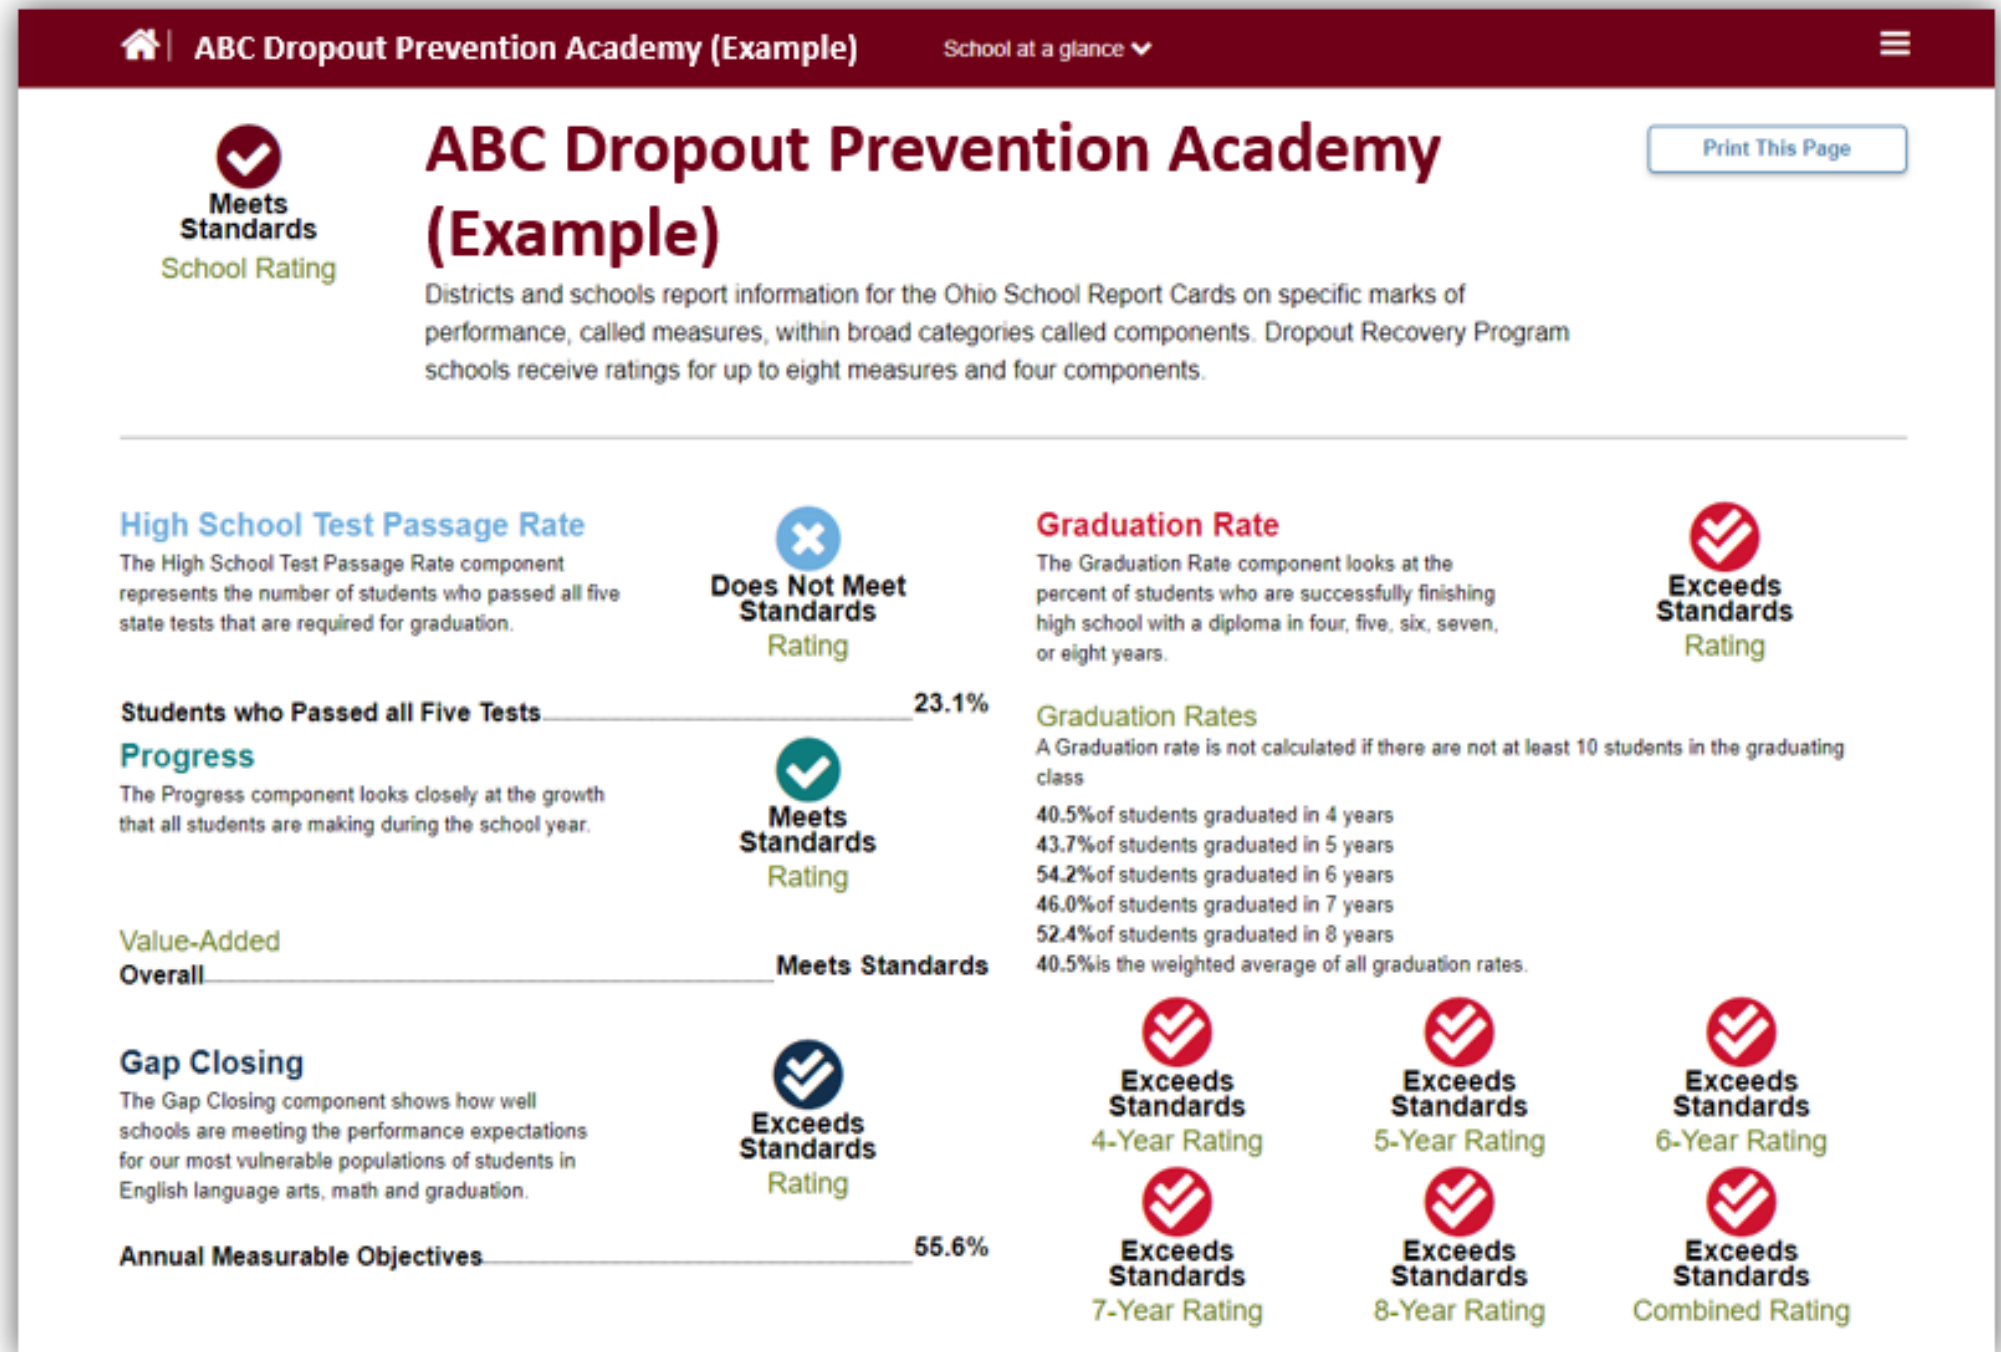 ABC Dropout Prevention Academy (Example)
School at a glance
Meets
Standards
School Rating
ABC Dropout Prevention Academy
(Example)
Print This Page
Districts and schools report information for the Ohio School Report Cards on specific marks of
performance, called measures, within broad categories called components. Dropout Recovery Program
schools receive ratings for up to eight measures and four components.
High School Test Passage Rate
The High School Test Passage Rate component
represents the number of students who passed all five
state tests that are required for graduation.
Does Not Meet
Standards
Rating
Students who Passed all Five Tests 23.1%
Progress
The Progress component looks closely at the growth
that all students are making during the school year.
Meets
Standards
Rating
Value-Added
Overall Meets Standards
Gap Closing
The Gap Closing component shows how well
schools are meeting the performance expectations
for our most vulnerable populations of students in
English language arts, math and graduation.
Exceeds
Standards
Rating
Annual Measurable Objectives 55.6%
Graduation Rate
The Graduation Rate component looks at the
percent of students who are successfully finishing
high school with a diploma in four, five, six, seven,
or eight years.
Exceeds
Standards
Rating
Graduation Rates
A Graduation rate is not calculated if there are not at least 10 students in the graduating
class
40.5%of students graduated in 4 years
43.7%of students graduated in 5 years
54.2%of students graduated in 6 years
46.0%of students graduated in 7 years
52.4%of students graduated in 8 years
40.5%is the weighted average of all graduation rates.
Exceeds
Standards
4-Year Rating
Exceeds
Standards
5-Year Rating
Exceeds
Standards
6-Year Rating
Exceeds
Standards
7-Year Rating
Exceeds
Standards
8-Year Rating
Exceeds
Standards
Combined Rating